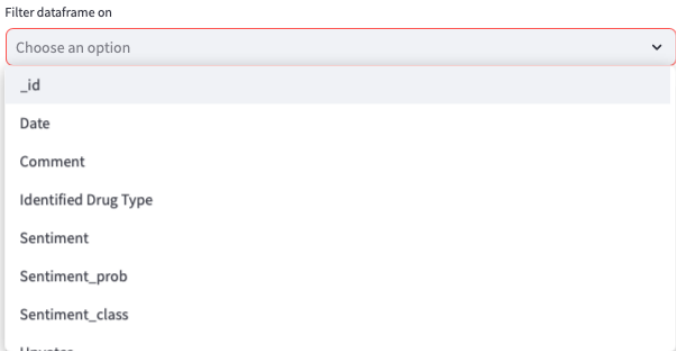 Filter dataframe on
Choose an option
_id
Date
Comment
Identified Drug Type
Sentiment
Sentiment_prob
Sentiment_class